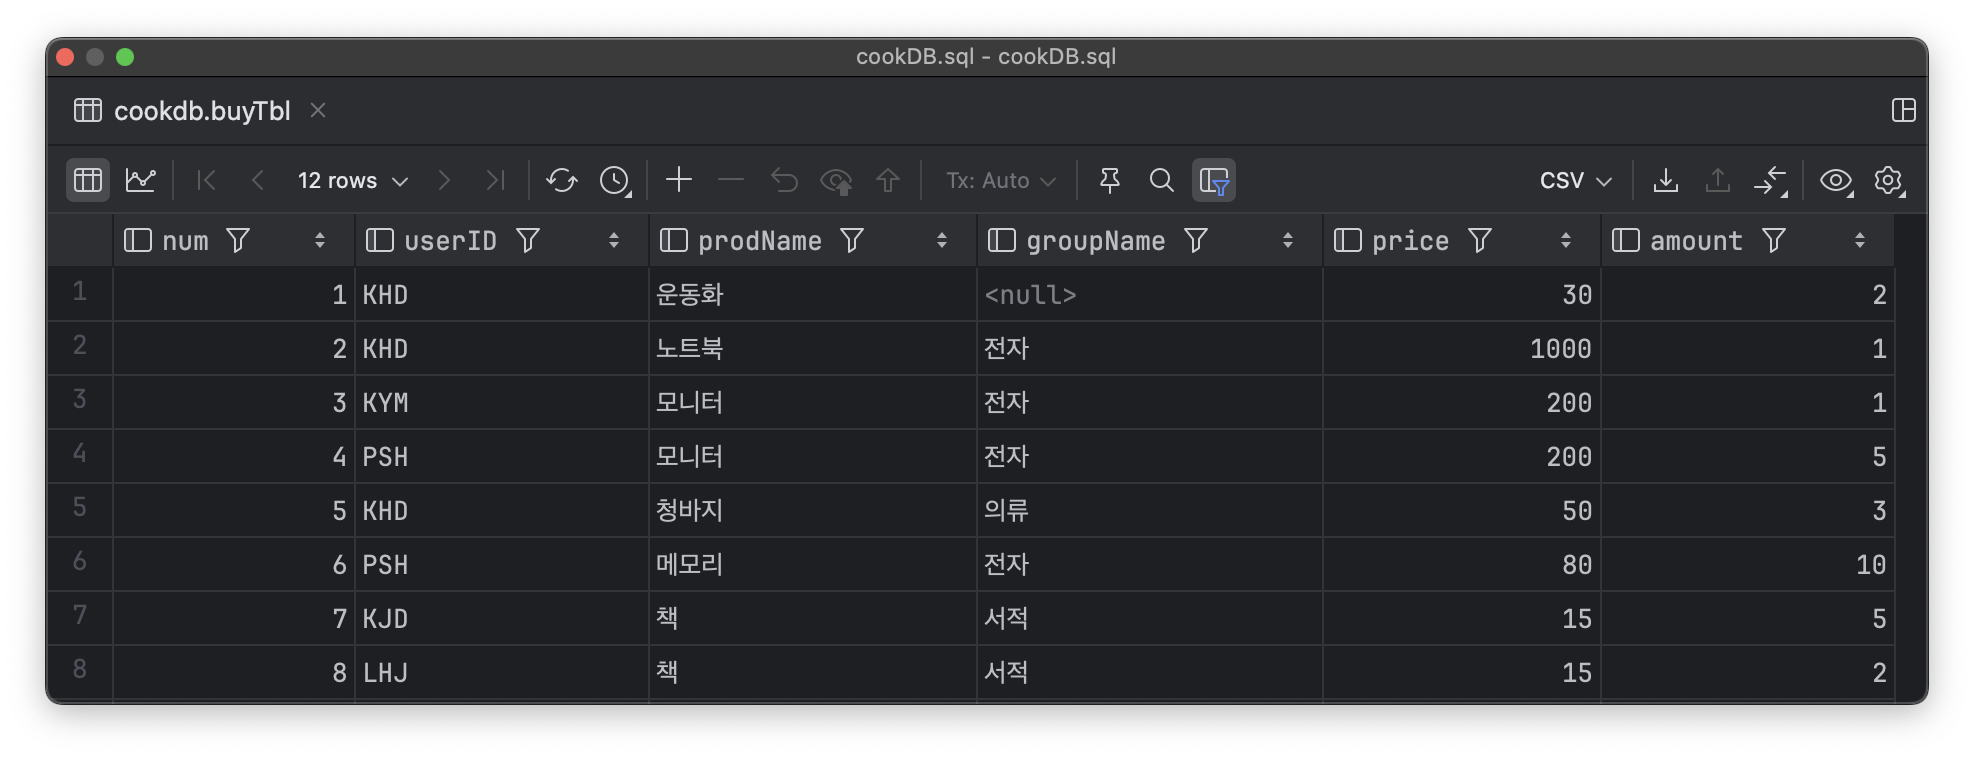 cookDB.sql - cookDB.sql
cookdb.buyTbl
12 rows Tx: Auto CSV
num userID prodName groupName price amount
1 1 KHD 운동화 <null> 30 2
2 2 KHD 노트북 전자 1000 1
3 3 KYM 모니터 전자 200 1
4 4 PSH 모니터 전자 200 5
5 5 KHD 청바지 의류 50 3
6 6 PSH 메모리 전자 80 10
7 7 KJD 책 서적 15 5
8 8 LHJ 책 서적 15 2